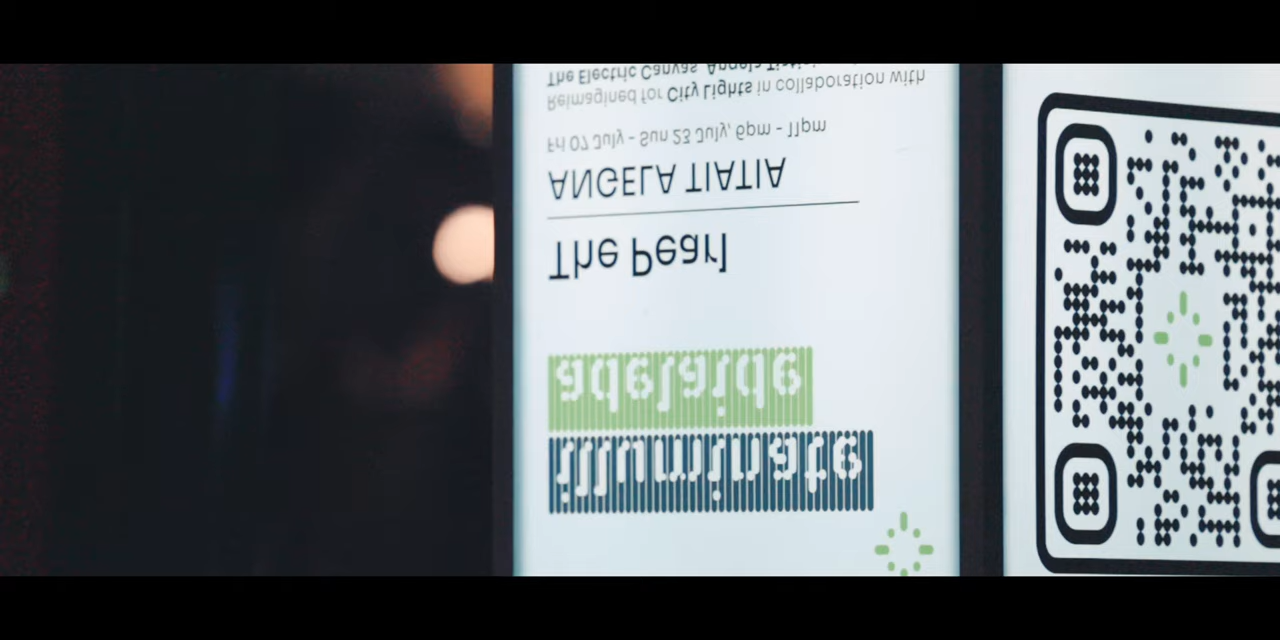 illuminate
adelaide
The Pearl
ANGELA TIATIA
Fri 07 July - Sun 23 July, 6pm - 11pm
Reimagined for City Lights in collaboration with
The Electric Canvas. Angela